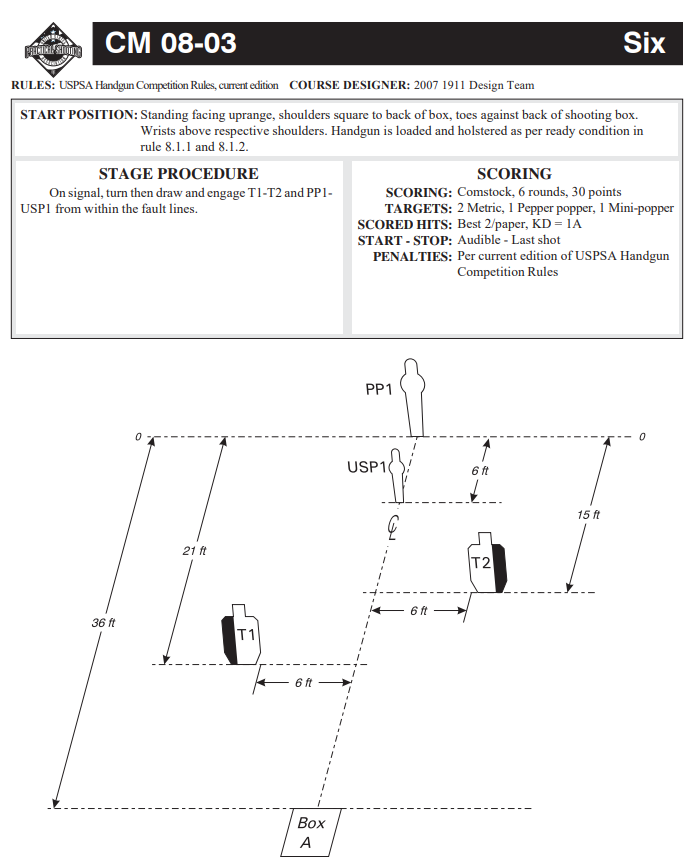 CM 08-03
Six
PRACTICAL SHOOTING
RULES: USPSA Handgun Competition Rules, current edition COURSE DESIGNER: 2007 1911 Design Team
START POSITION: Standing facing uprange, shoulders square to back of box, toes against back of shooting box.
Wrists above respective shoulders. Handgun is loaded and holstered as per ready condition in
rule 8.1.1 and 8.1.2.
STAGE PROCEDURE
On signal, turn then draw and engage T1-T2 and PP1-
USP1 from within the fault lines.
SCORING
SCORING: Comstock, 6 rounds, 30 points
TARGETS: 2 Metric, 1 Pepper popper, 1 Mini-popper
SCORED HITS: Best 2/paper, KD = 1A
START - STOP: Audible - Last shot
PENALTIES: Per current edition of USPSA Handgun
Competition Rules
PP1
0
0
USP1
6 ft
CL
15 ft
21 ft
T2
6 ft
36 ft
T1
6 ft
Box
A